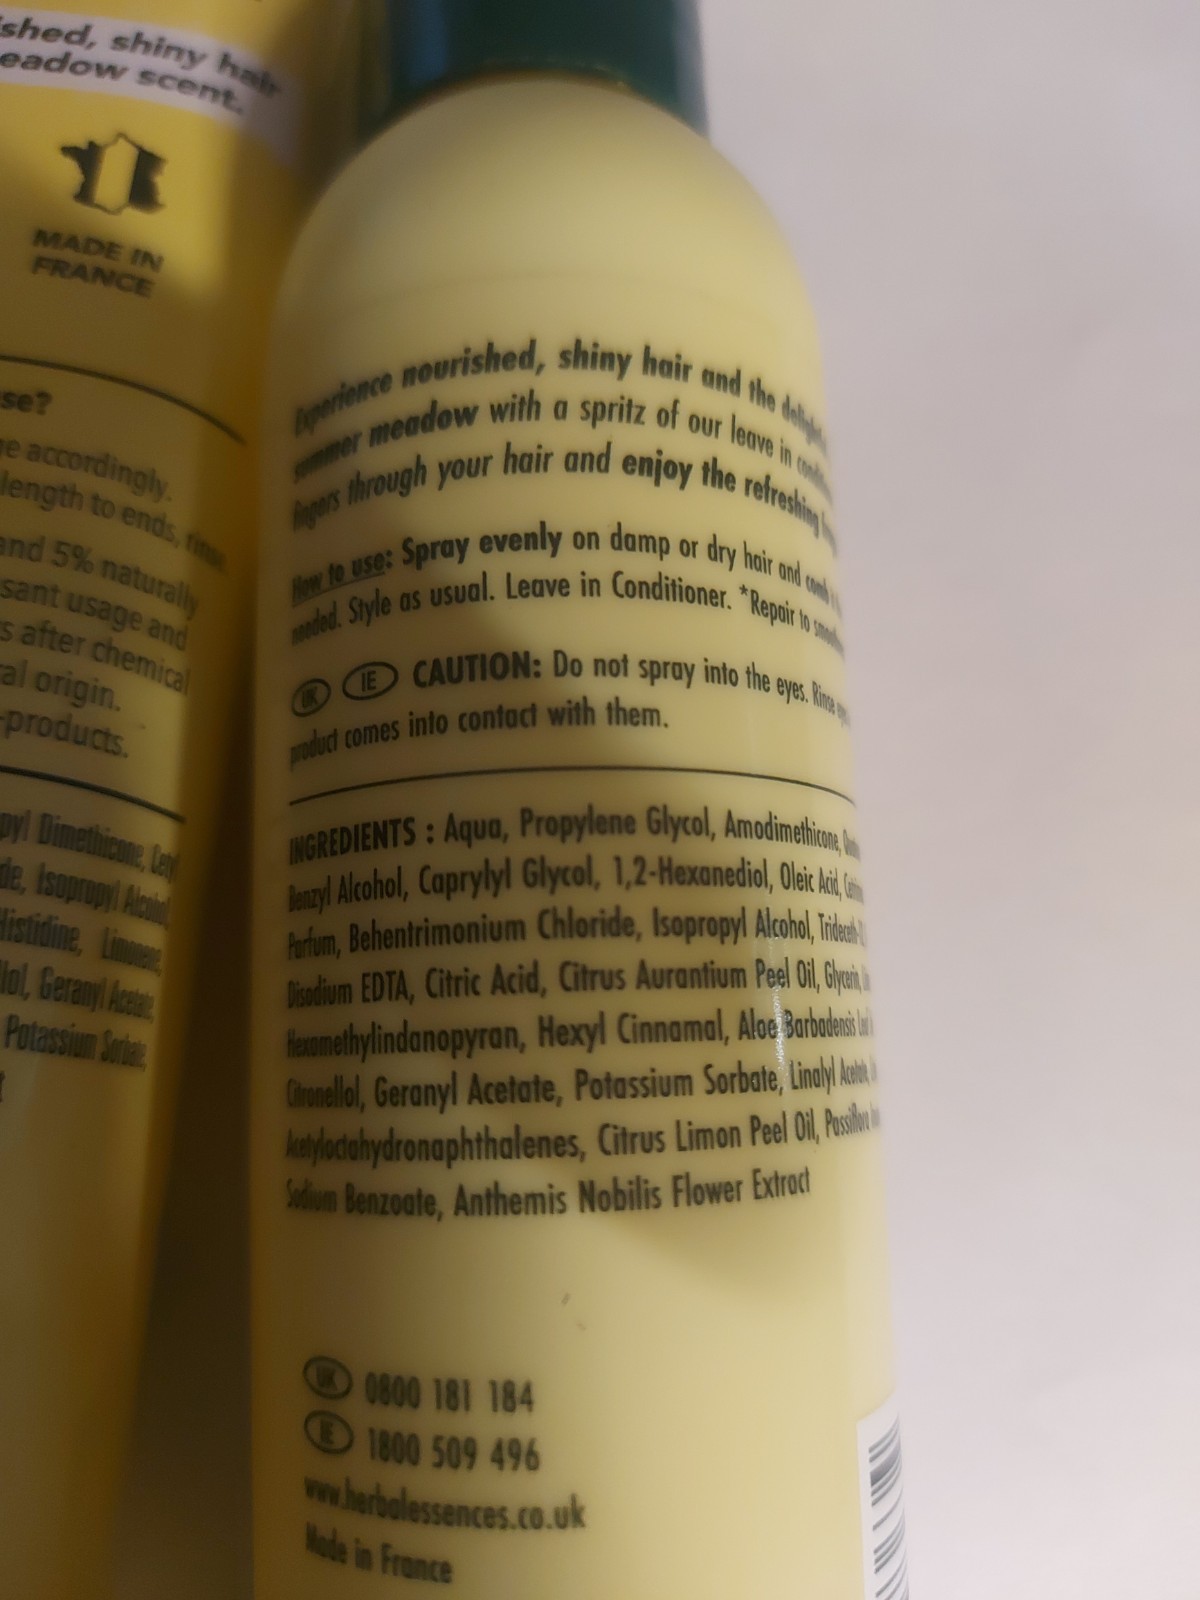 shiny hair
meadow scent.
MADE IN
FRANCE
accordingly.
length to ends, rinse
and 5% naturally
usage and
after chemical
origin.
Dimethicone,
Isopropyl Alcohol
Histidine, Limonene,
Geranyl Acetate,
Potassium Sorbate,
Experience nourished, shiny hair and the
summer meadow with a spritz of our leave in
fingers through your hair and enjoy the refreshing
How to use: Spray evenly on damp or dry hair and comb
needed. Style as usual. Leave in Conditioner. *Repair to
UK IE CAUTION: Do not spray into the eyes. Rinse
product comes into contact with them.
INGREDIENTS : Aqua, Propylene Glycol, Amodimethicone,
Benzyl Alcohol, Caprylyl Glycol, 1,2-Hexanediol, Oleic Acid,
Parfum, Behentrimonium Chloride, Isopropyl Alcohol,
Disodium EDTA, Citric Acid, Citrus Aurantium Peel Oil, Glycerin,
Hexamethylindanopyran, Hexyl Cinnamal, Aloe Barbadensis Leaf
Citronellol, Geranyl Acetate, Potassium Sorbate, Linalyl Acetate,
Acetyloctahydronaphthalenes, Citrus Limon Peel Oil, Passiflora
Sodium Benzoate, Anthemis Nobilis Flower Extract
UK 0800 181 184
IE 1800 509 496
www.herbalessences.co.uk
Made in France